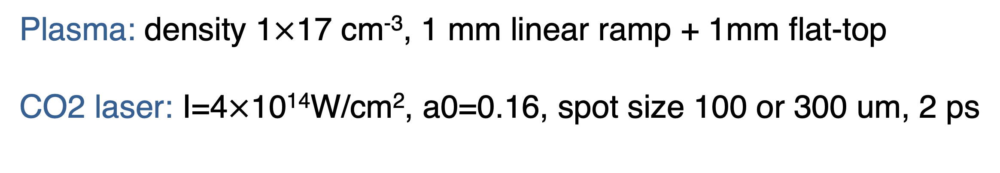 Plasma: density 1×17 cm⁻³, 1 mm linear ramp + 1mm flat-top
CO2 laser: I=4×10¹⁴W/cm², a0=0.16, spot size 100 or 300 um, 2 ps